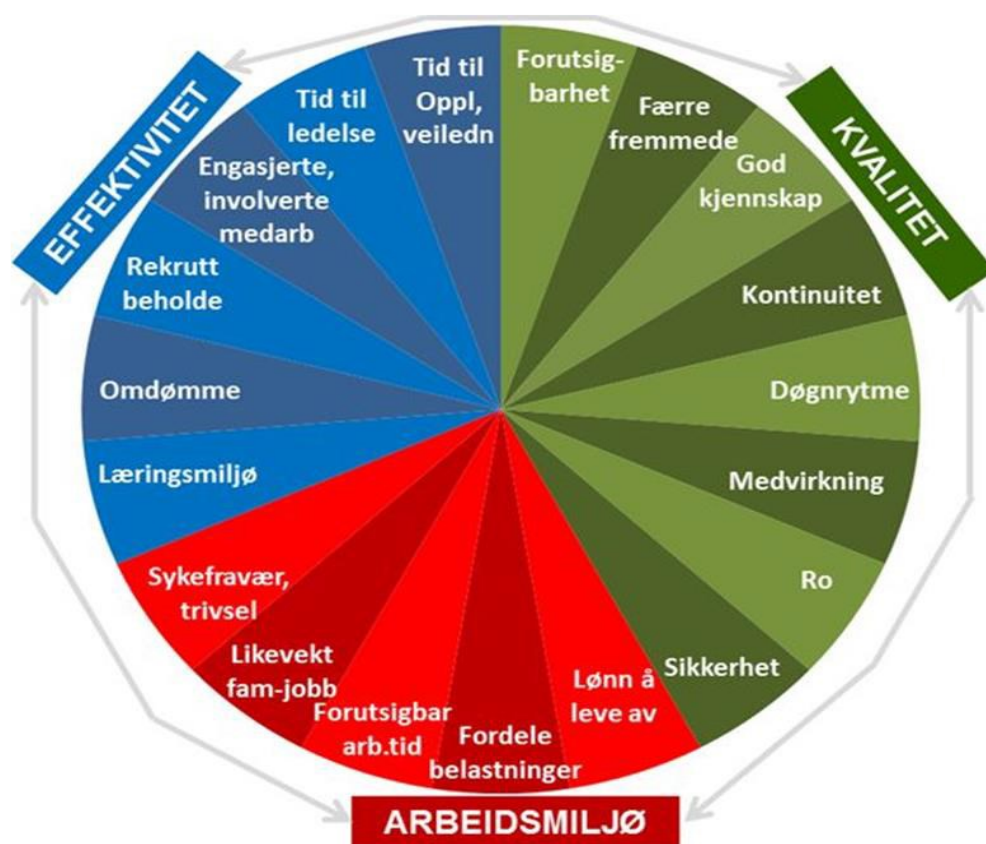 EFFEKTIVITET
KVALITET
ARBEIDSMILJØ
Forutsig-
barhet
Færre
fremmede
God
kjennskap
Kontinuitet
Døgnrytme
Medvirkning
Ro
Sikkerhet
Lønn å
leve av
Fordele
belastninger
Forutsigbar
arb.tid
Likevekt
fam-jobb
Sykefravær,
trivsel
Læringsmiljø
Omdømme
Rekrutt
beholde
Engasjerte,
involverte
medarb
Tid til
ledelse
Tid til
Oppl,
veiledn